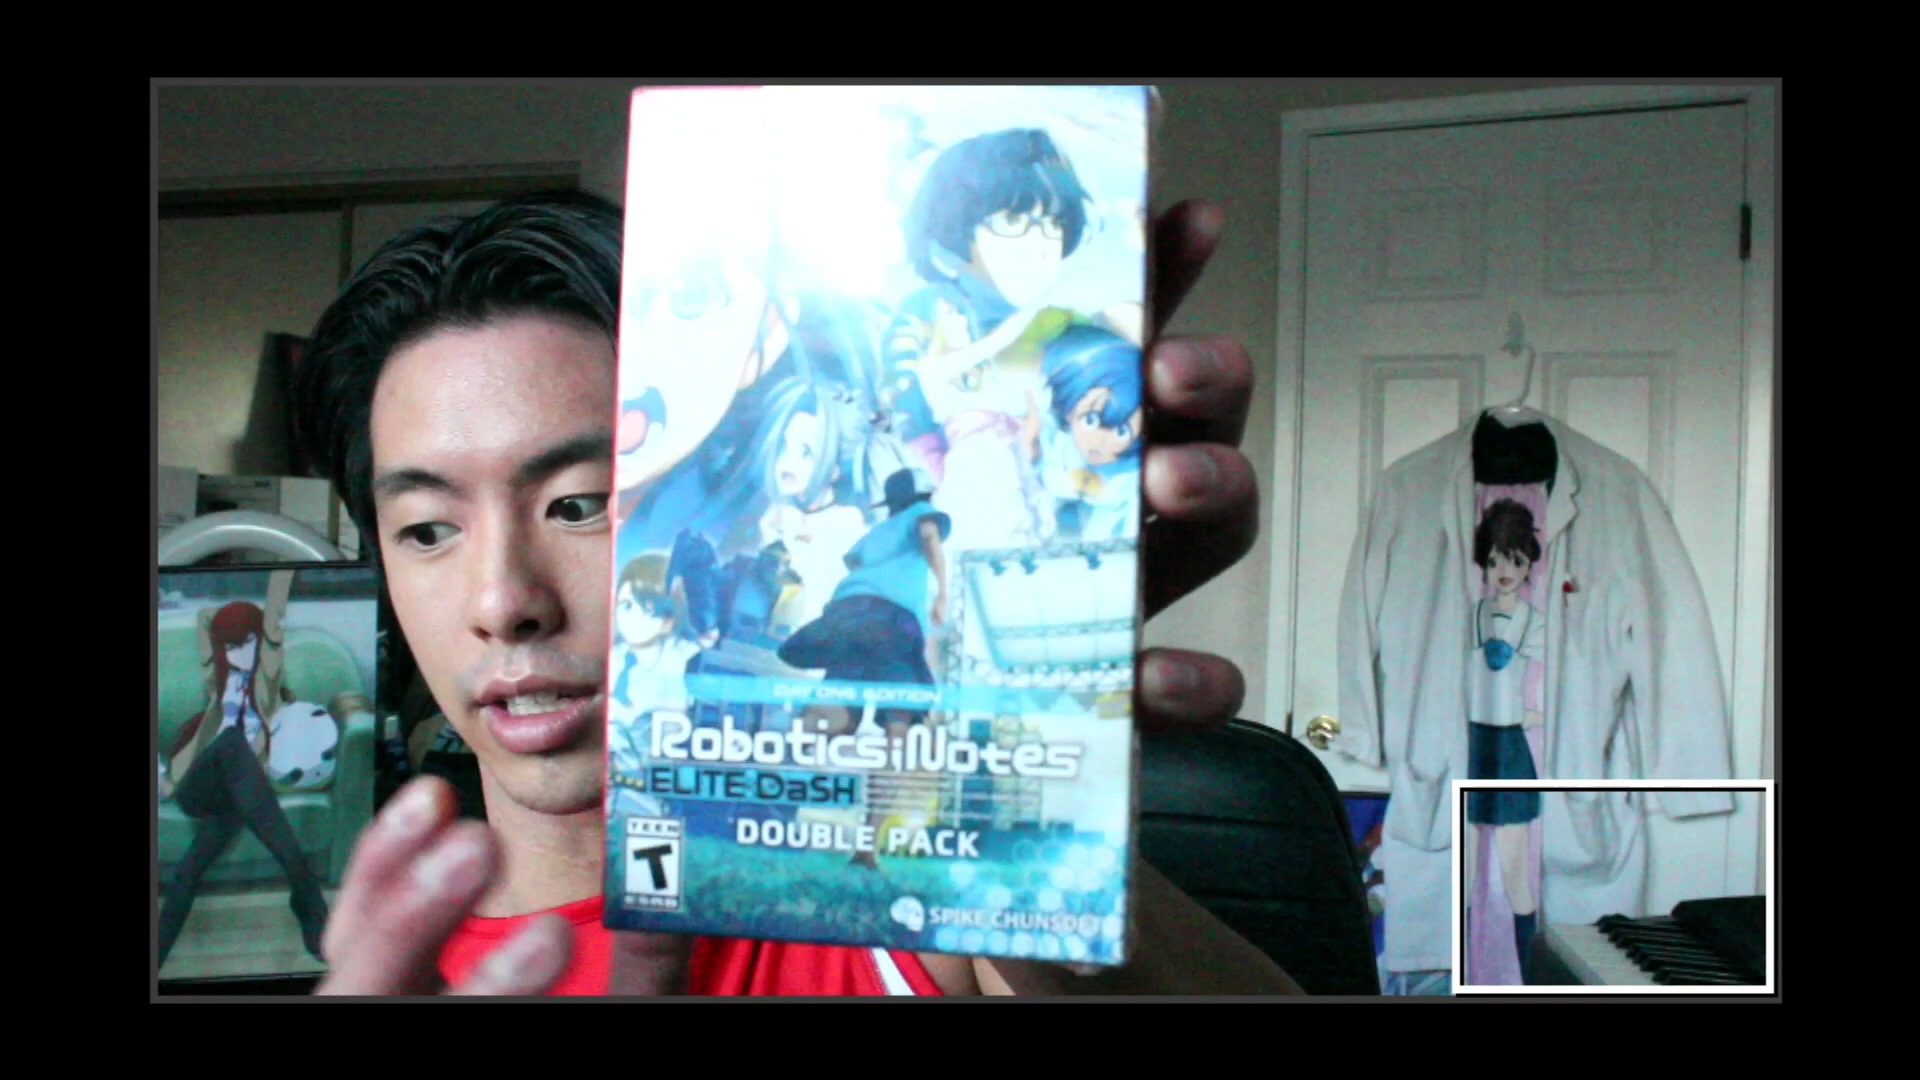 DAY ONE EDITION
Robotics;Notes
ELITE DaSH
DOUBLE PACK
TEEN
T
ESRB
SPIKE CHUNSOFT